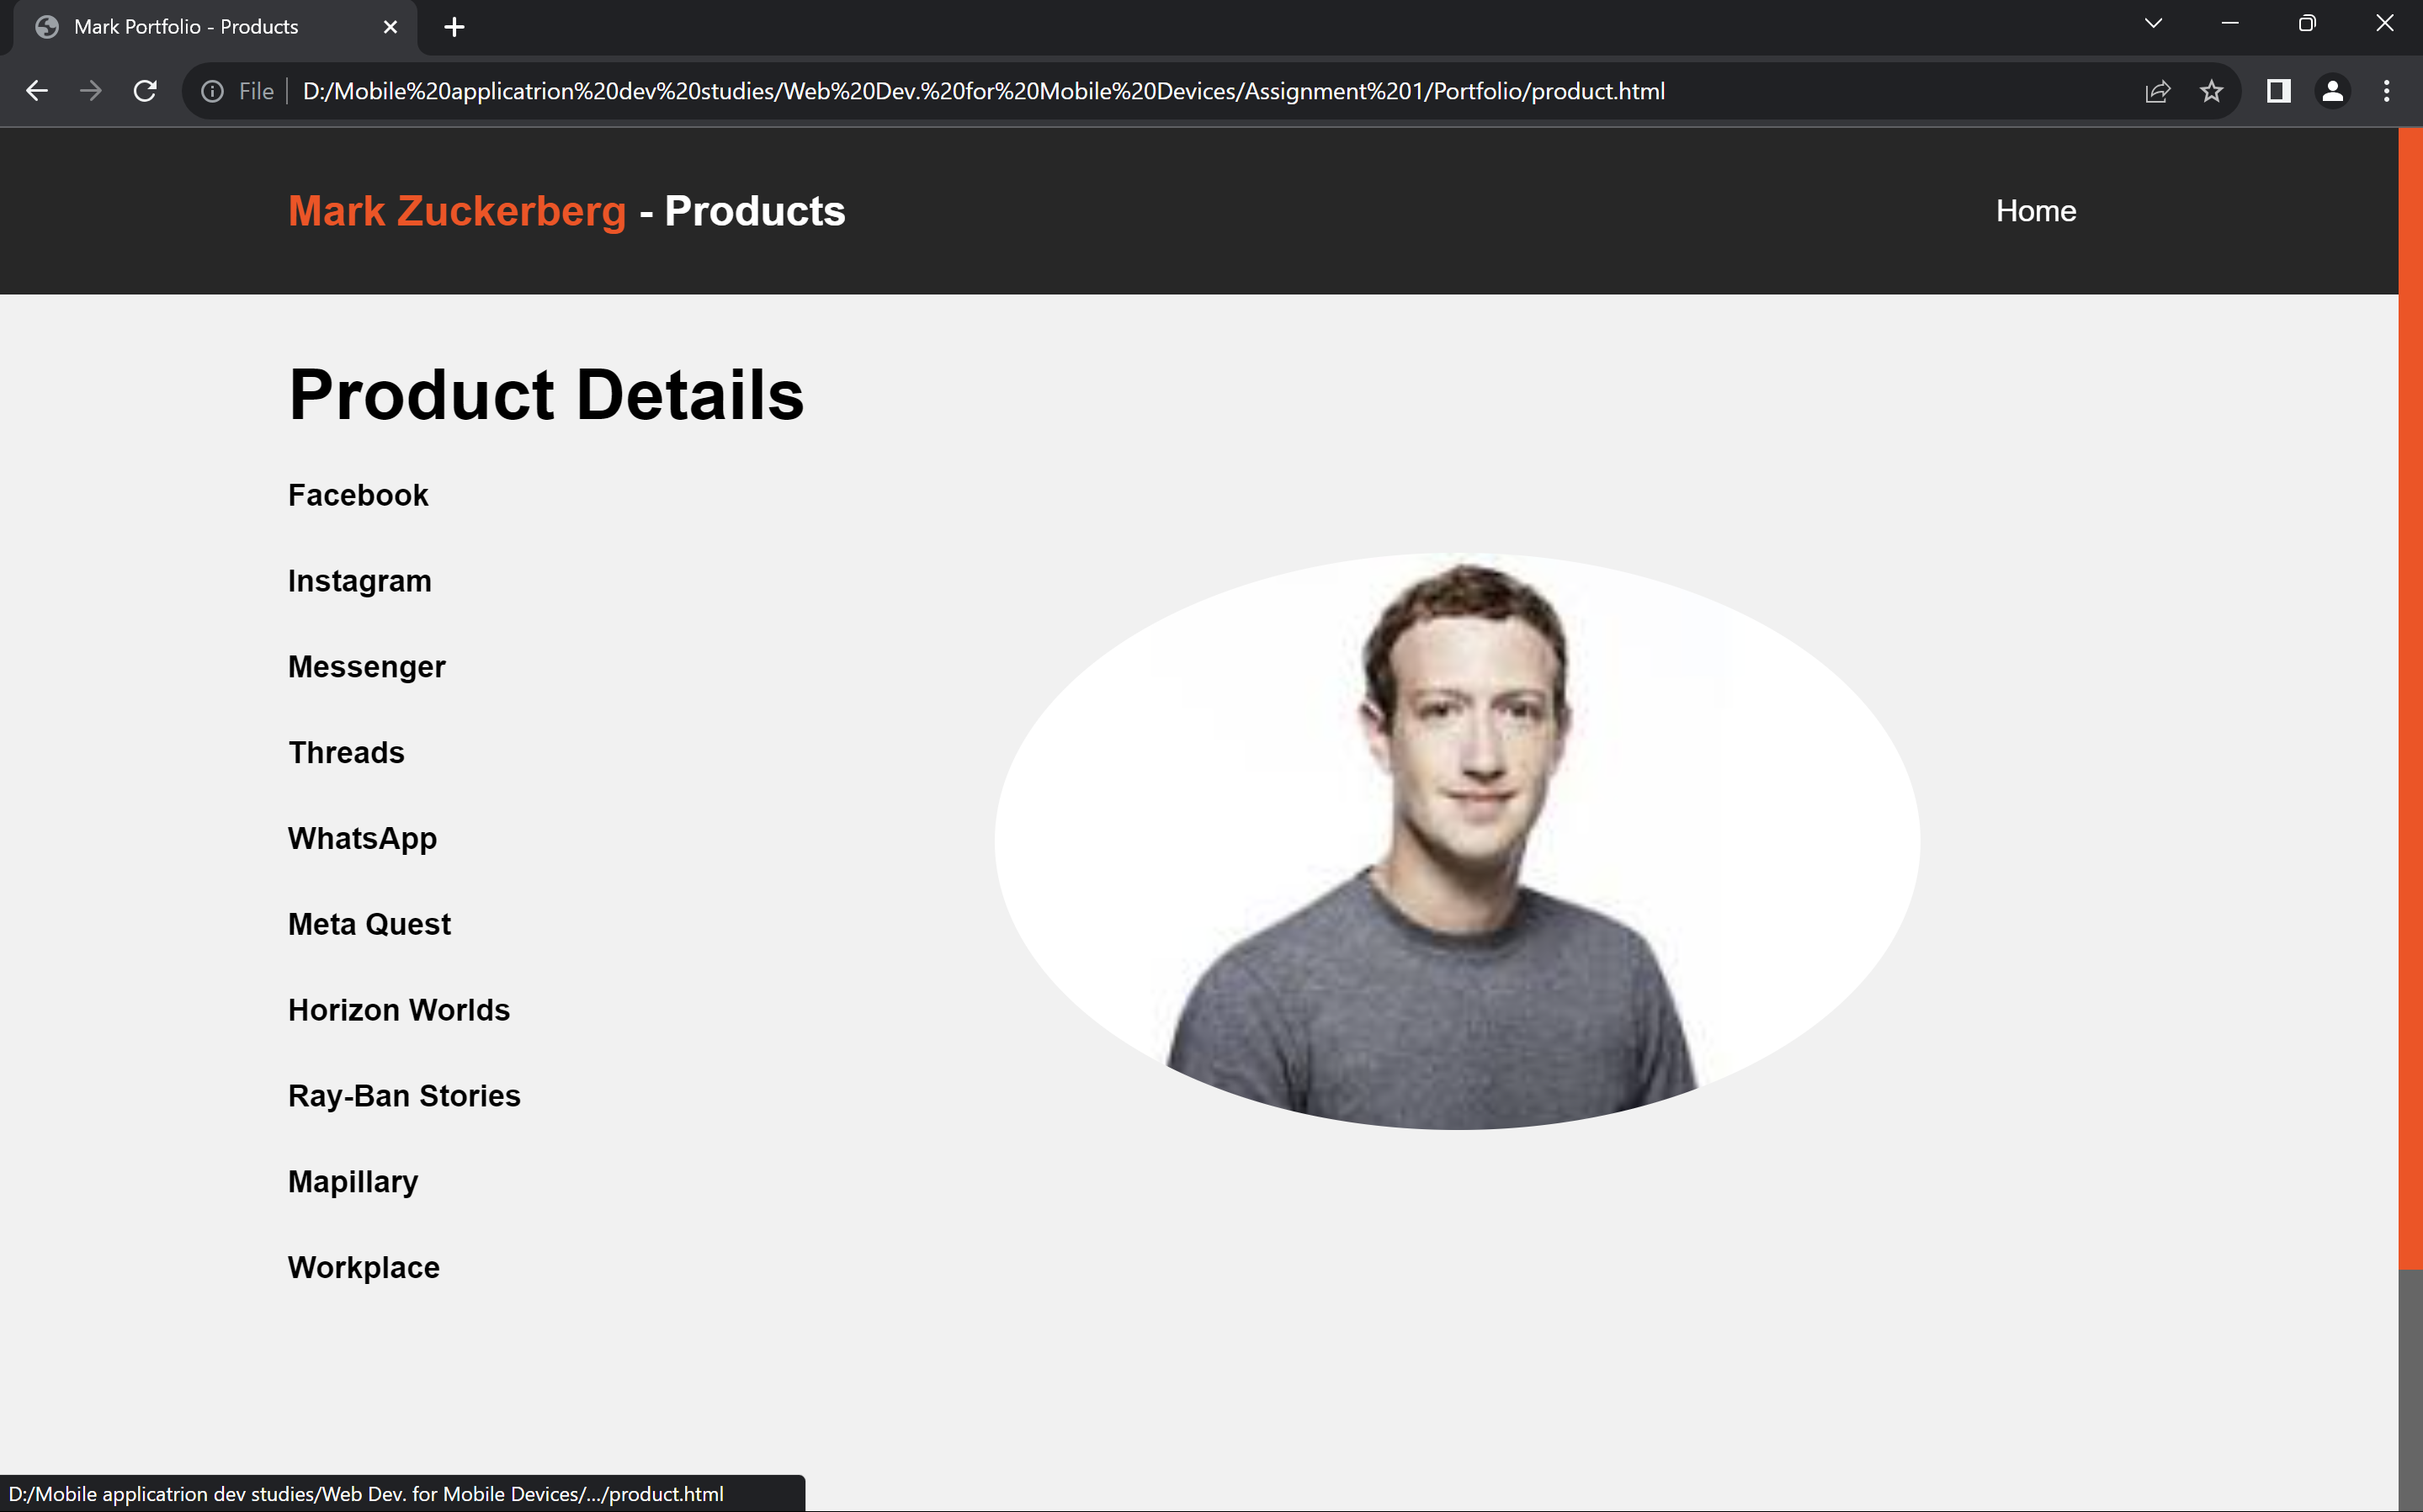 Mark Portfolio - Products
File D:/Mobile%20applicatrion%20dev%20studies/Web%20Dev.%20for%20Mobile%20Devices/Assignment%201/Portfolio/product.html
Mark Zuckerberg - Products Home
Product Details
Facebook
Instagram
Messenger
Threads
WhatsApp
Meta Quest
Horizon Worlds
Ray-Ban Stories
Mapillary
Workplace
D:/Mobile applicatrion dev studies/Web Dev. for Mobile Devices/.../product.html